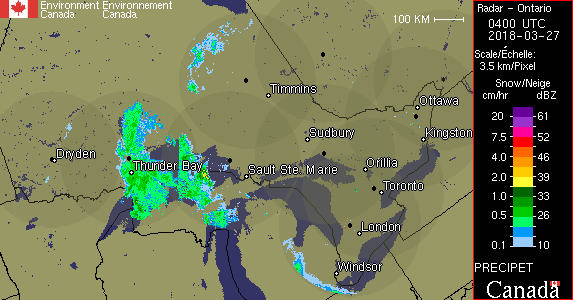 Environment Environnement
Canada Canada
100 KM
Radar - Ontario
0400 UTC
2018-03-27
Scale/Échelle:
3.5 km/Pixel
Snow/Neige
cm/hr dBZ
20 61
7.5 52
4.0 46
2.0 39
1.0 33
0.5 26
0.1 10
PRECIPET
Canada
Timmins
Ottawa
Sudbury
Kingston
Dryden
Thunder Bay
Sault Ste. Marie
Orillia
Toronto
London
Windsor